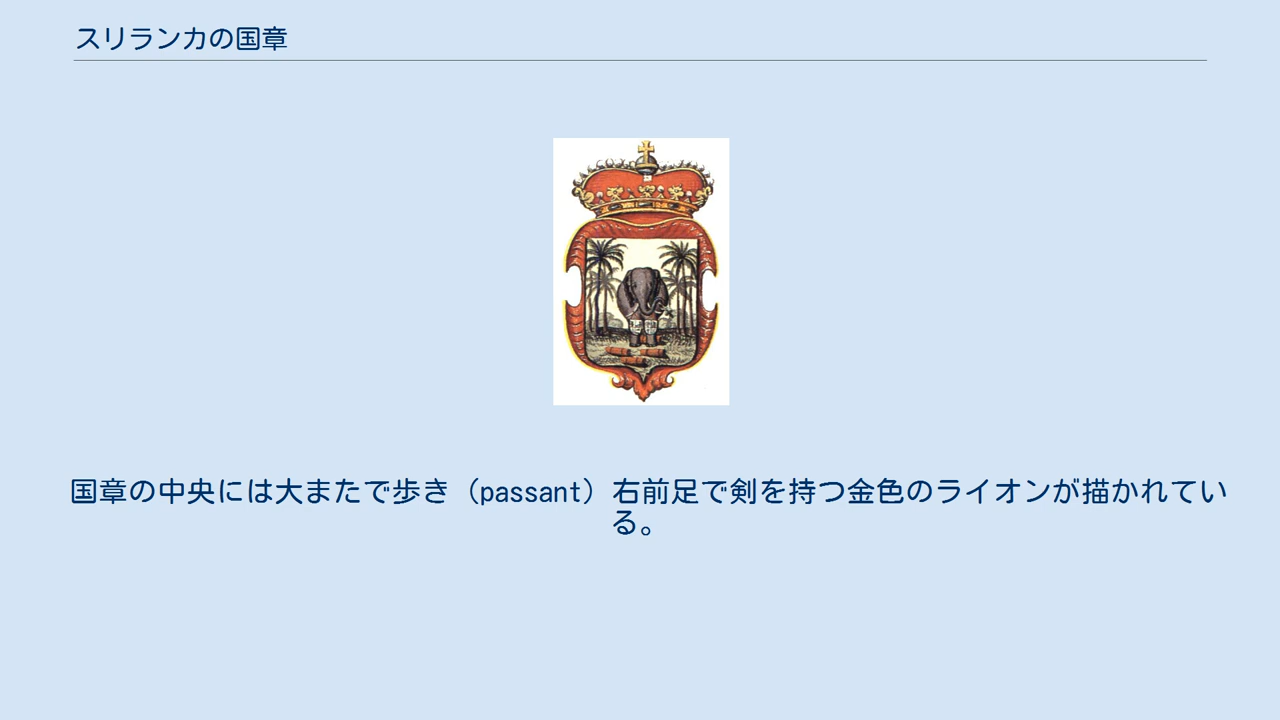 スリランカの国章
国章の中央には大またで歩き（passant）右前足で剣を持つ金色のライオンが描かれてい
る。